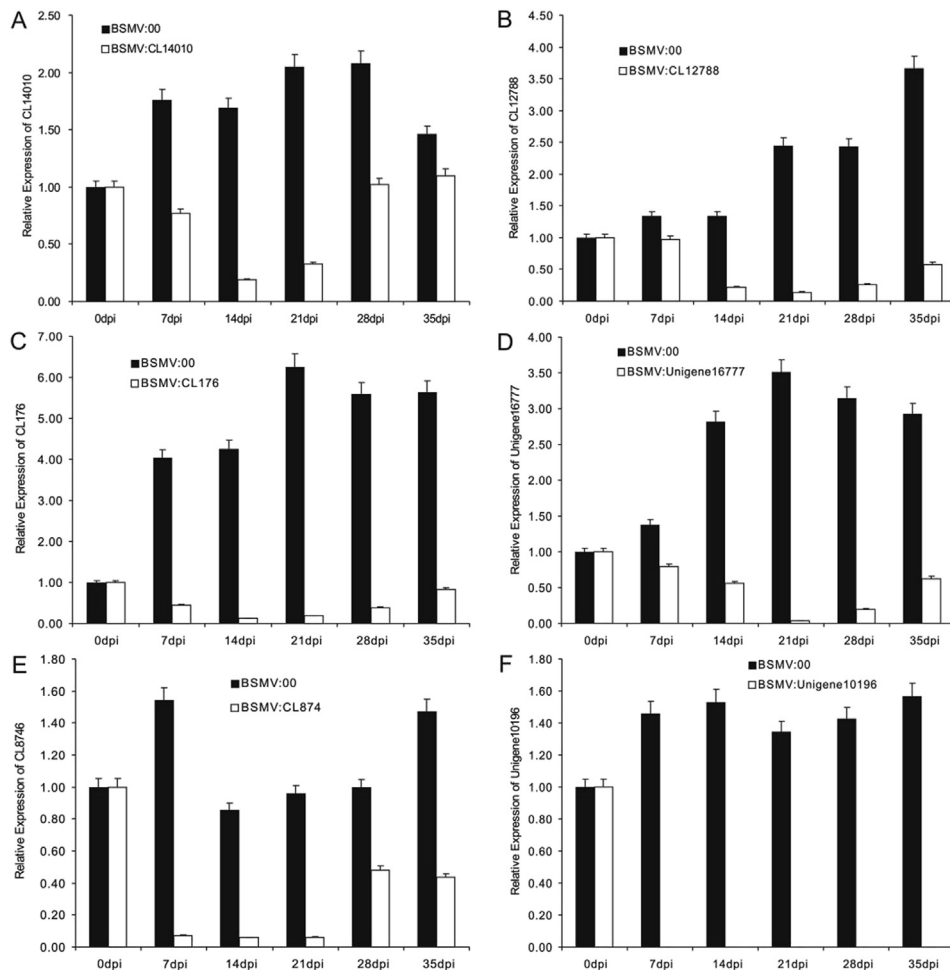 A
BSMV:00
BSMV:CL14010
Relative Expression of CL14010
2.50
2.00
1.50
1.00
0.50
0.00
0dpi 7dpi 14dpi 21dpi 28dpi 35dpi
B
BSMV:00
BSMV:CL12788
Relative Expression of CL12788
4.50
4.00
3.50
3.00
2.50
2.00
1.50
1.00
0.50
0.00
0dpi 7dpi 14dpi 21dpi 28dpi 35dpi
C
BSMV:00
BSMV:CL176
Relative Expression of CL176
7.00
6.00
5.00
4.00
3.00
2.00
1.00
0.00
0dpi 7dpi 14dpi 21dpi 28dpi 35dpi
D
BSMV:00
BSMV:Unigene16777
Relative Expression of Unigene16777
4.00
3.50
3.00
2.50
2.00
1.50
1.00
0.50
0.00
0dpi 7dpi 14dpi 21dpi 28dpi 35dpi
E
BSMV:00
BSMV:CL874
Relative Expression of CL8746
1.80
1.60
1.40
1.20
1.00
0.80
0.60
0.40
0.20
0.00
0dpi 7dpi 14dpi 21dpi 28dpi 35dpi
F
BSMV:00
BSMV:Unigene10196
Relative Expression of Unigene10196
1.80
1.60
1.40
1.20
1.00
0.80
0.60
0.40
0.20
0.00
0dpi 7dpi 14dpi 21dpi 28dpi 35dpi